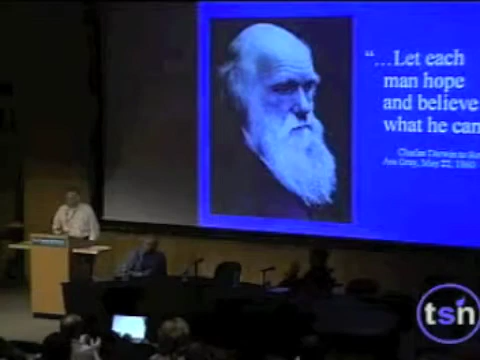 “...Let each
man hope
and believe
what he can
Charles Darwin to
Asa Gray, May 22, 1860
tsn